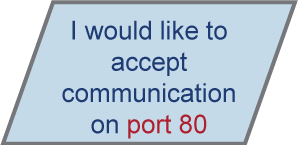 I would like to
accept
communication
on port 80